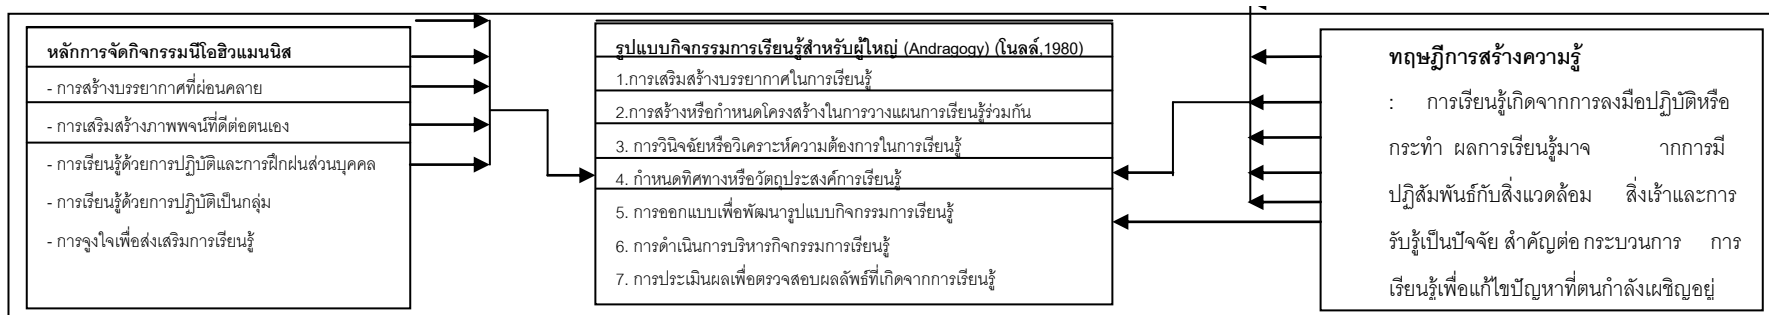 หลักการจัดกิจกรรมนีโอฮิวแมนนิส
- การสร้างบรรยากาศที่ผ่อนคลาย
- การเสริมสร้างภาพพจน์ที่ดีต่อตนเอง
- การเรียนรู้ด้วยการปฏิบัติและการฝึกฝนส่วนบุคคล
- การเรียนรู้ด้วยการปฏิบัติเป็นกลุ่ม
- การจูงใจเพื่อส่งเสริมการเรียนรู้
รูปแบบกิจกรรมการเรียนรู้สำหรับผู้ใหญ่ (Andragogy) (โนลล์,1980)
1.การเสริมสร้างบรรยากาศในการเรียนรู้
2.การสร้างหรือกำหนดโครงสร้างในการวางแผนการเรียนรู้ร่วมกัน
3. การวินิจฉัยหรือวิเคราะห์ความต้องการในการเรียนรู้
4. กำหนดทิศทางหรือวัตถุประสงค์การเรียนรู้
5. การออกแบบเพื่อพัฒนารูปแบบกิจกรรมการเรียนรู้
6. การดำเนินการบริหารกิจกรรมการเรียนรู้
7. การประเมินผลเพื่อตรวจสอบผลลัพธ์ที่เกิดจากการเรียนรู้
ทฤษฎีการสร้างความรู้
: การเรียนรู้เกิดจากการลงมือปฏิบัติหรือ
กระทำ ผลการเรียนรู้มาจ ากการมี
ปฏิสัมพันธ์กับสิ่งแวดล้อม สิ่งเร้าและการ
รับรู้เป็นปัจจัย สำคัญต่อ กระบวนการ การ
เรียนรู้เพื่อแก้ไขปัญหาที่ตนกำลังเผชิญอยู่